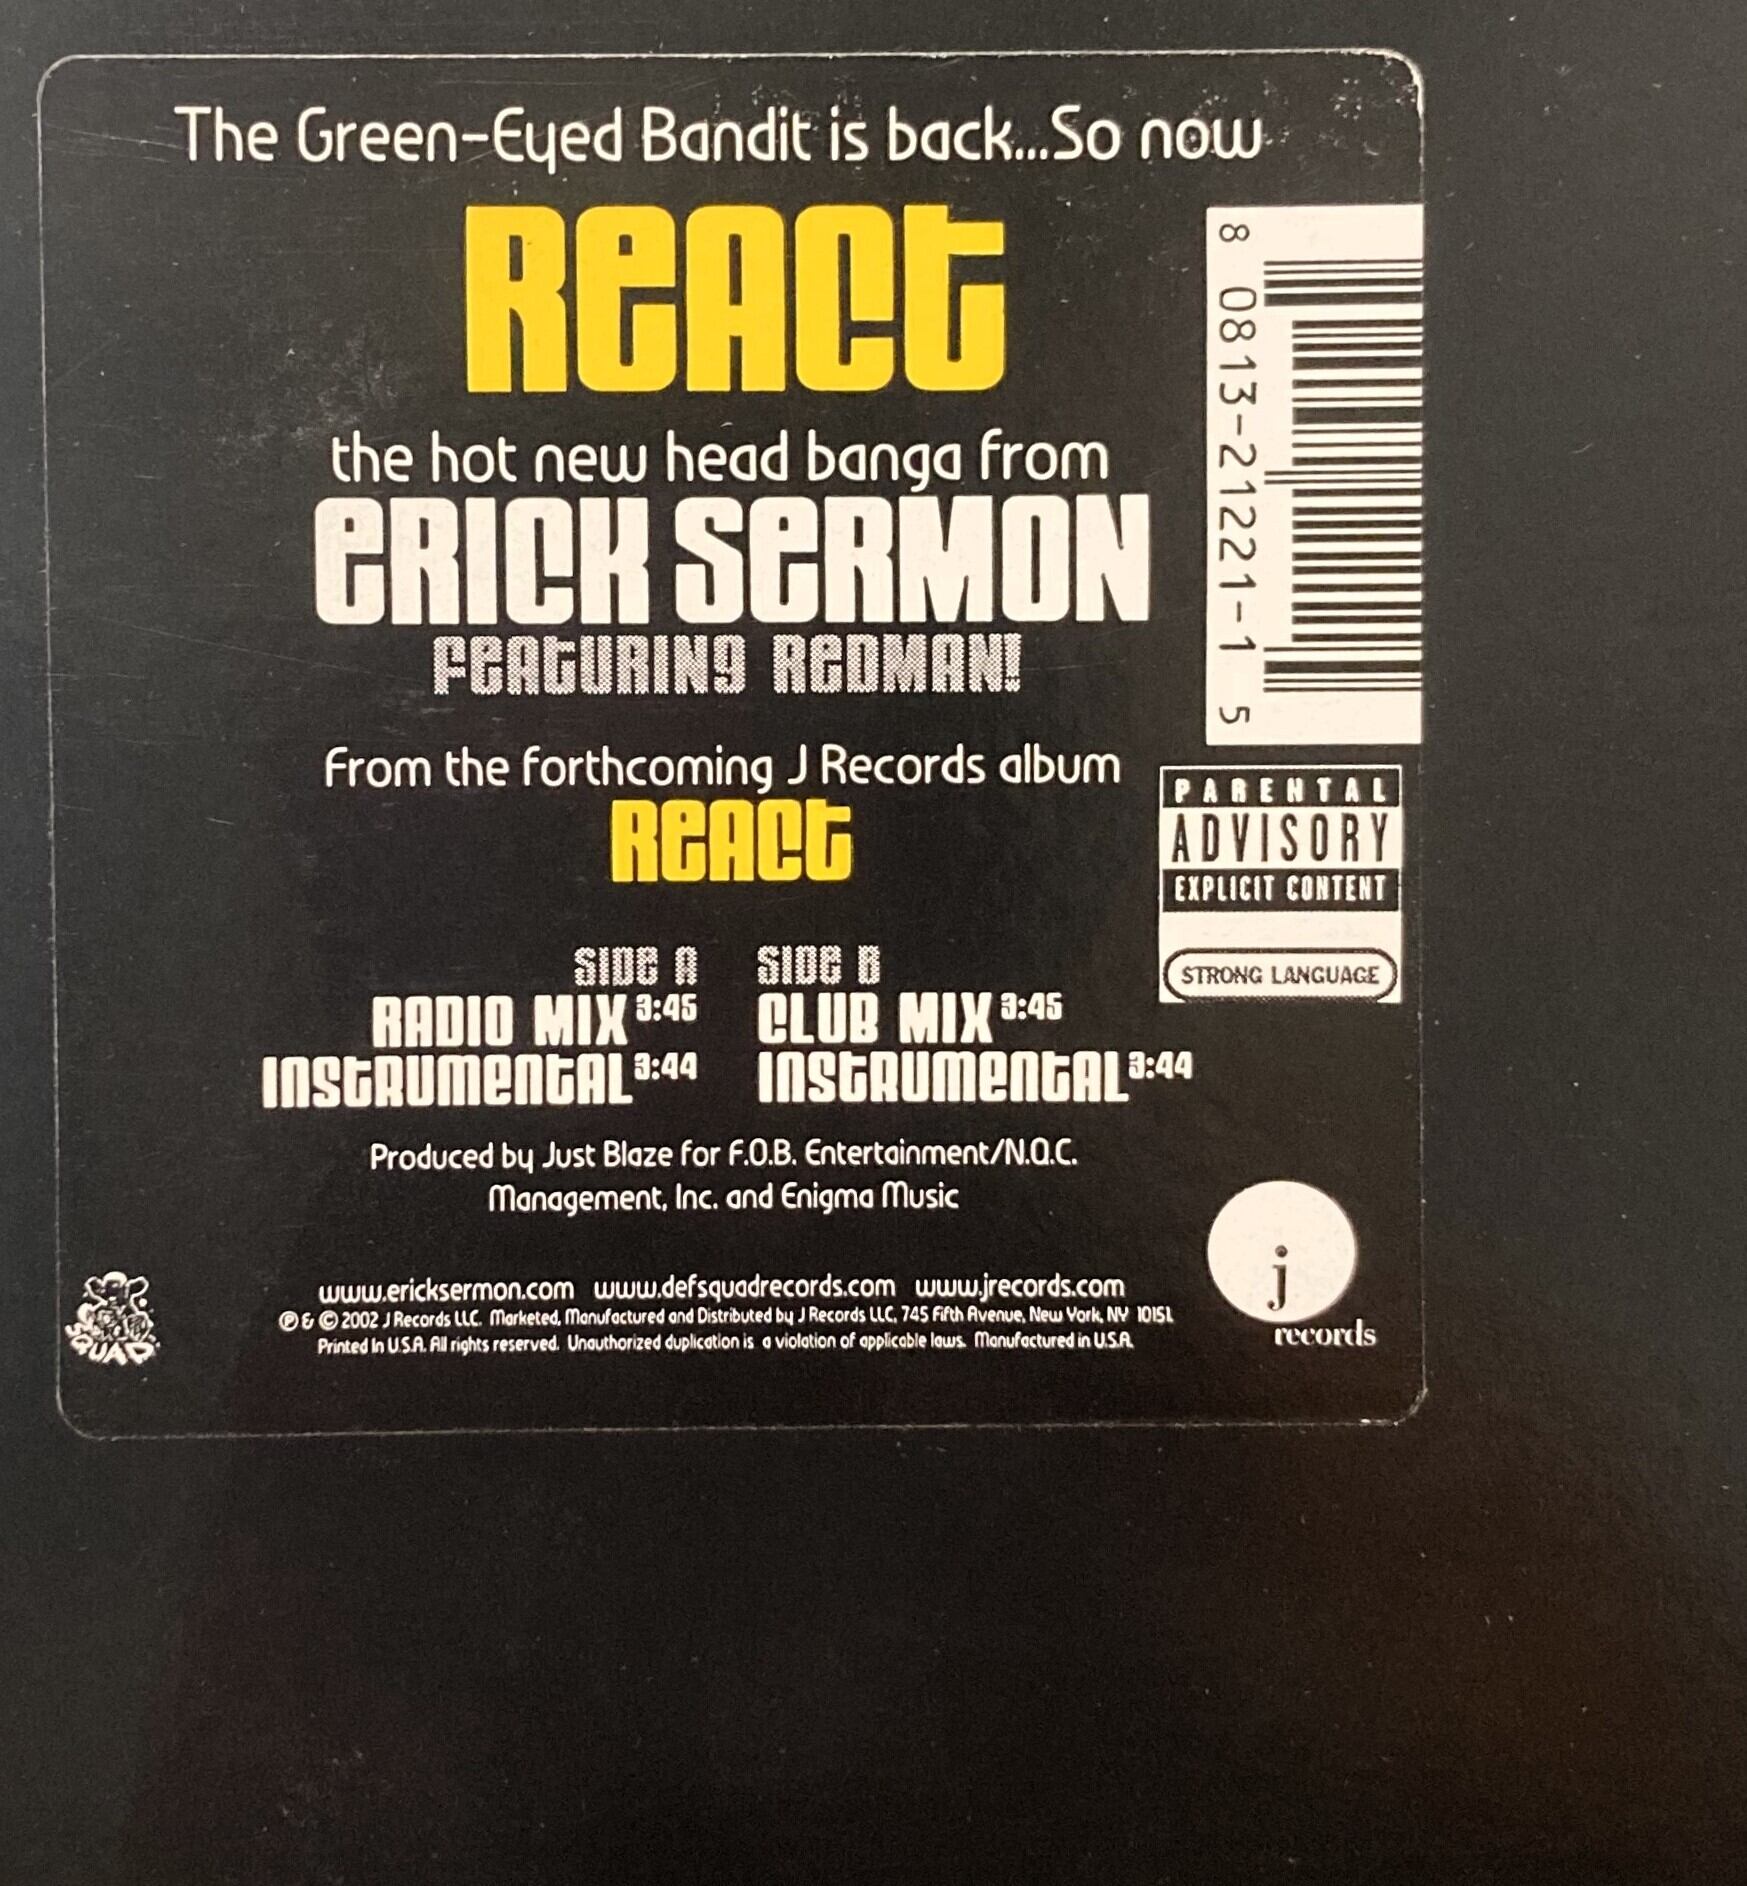 The Green-Eyed Bandit is back...So now
React
the hot new head banga from
ERICK SERMON
FEATURING REDMAN!
From the forthcoming J Records album
React
SIDE A
RADIO MIX 3:45
INSTRUMENTAL 3:44
SIDE B
CLUB MIX 3:45
INSTRUMENTAL 3:44
Produced by Just Blaze for F.O.B. Entertainment/N.Q.C.
Management, Inc. and Enigma Music
www.ericksermon.com www.defsquadrecords.com www.jrecords.com
℗ & © 2002 J Records LLC. Marketed, Manufactured and Distributed by J Records LLC, 745 Fifth Avenue, New York, NY 10151.
Printed In U.S.A. All rights reserved. Unauthorized duplication is a violation of applicable laws. Manufactured in U.S.A.
8 0813-21221-1 5
PARENTAL
ADVISORY
EXPLICIT CONTENT
STRONG LANGUAGE
j
records
SQUAD